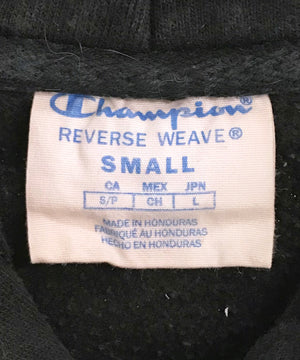 Champion
REVERSE WEAVE®
SMALL
CA MEX JPN
S/P CH L
MADE IN HONDURAS
FABRIQUÉ AU HONDURAS
HECHO EN HONDURAS